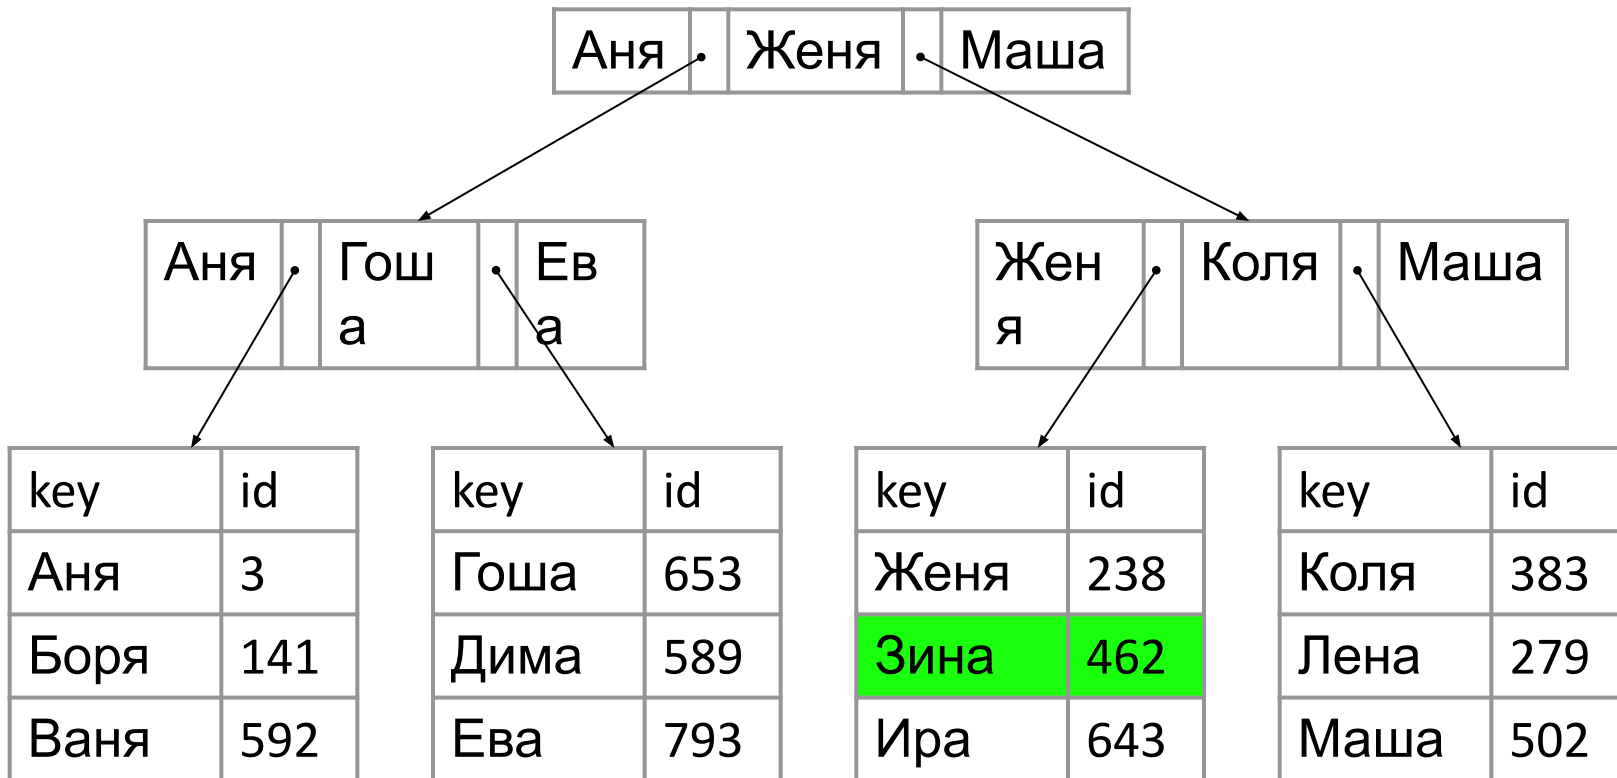 Аня Женя Маша
Аня Гош Ев Жен Коля Маша
а а я
key id key id key id key id
Аня 3 Гоша 653 Женя 238 Коля 383
Боря 141 Дима 589 Зина 462 Лена 279
Ваня 592 Ева 793 Ира 643 Маша 502